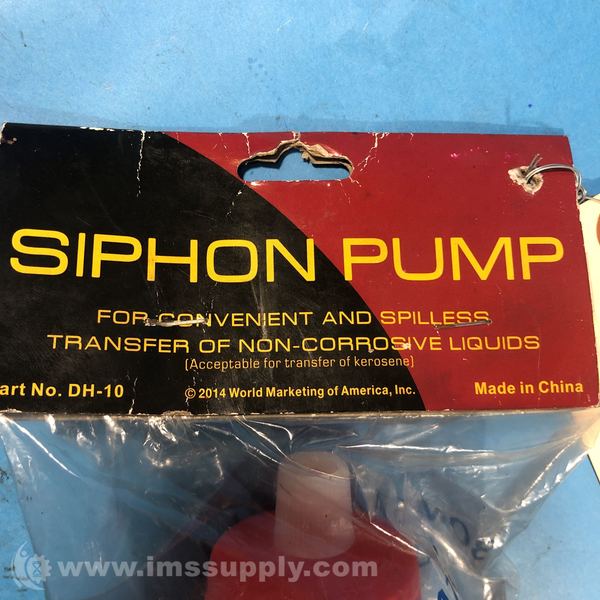 SIPHON PUMP
FOR CONVENIENT AND SPILLESS
TRANSFER OF NON-CORROSIVE LIQUIDS
(Acceptable for transfer of kerosene)
art No. DH-10 © 2014 World Marketing of America, Inc. Made in China
www.imssupply.com